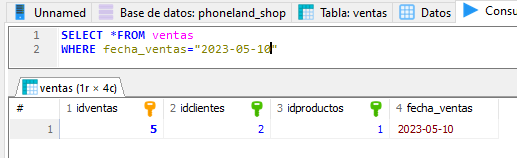 Unnamed Base de datos: phoneland_shop Tabla: ventas Datos Consu
1 SELECT *FROM ventas
2 WHERE fecha_ventas="2023-05-10"
ventas (1r × 4c)
# 1 idventas 2 idclientes 3 idproductos 4 fecha_ventas
1 5 2 1 2023-05-10